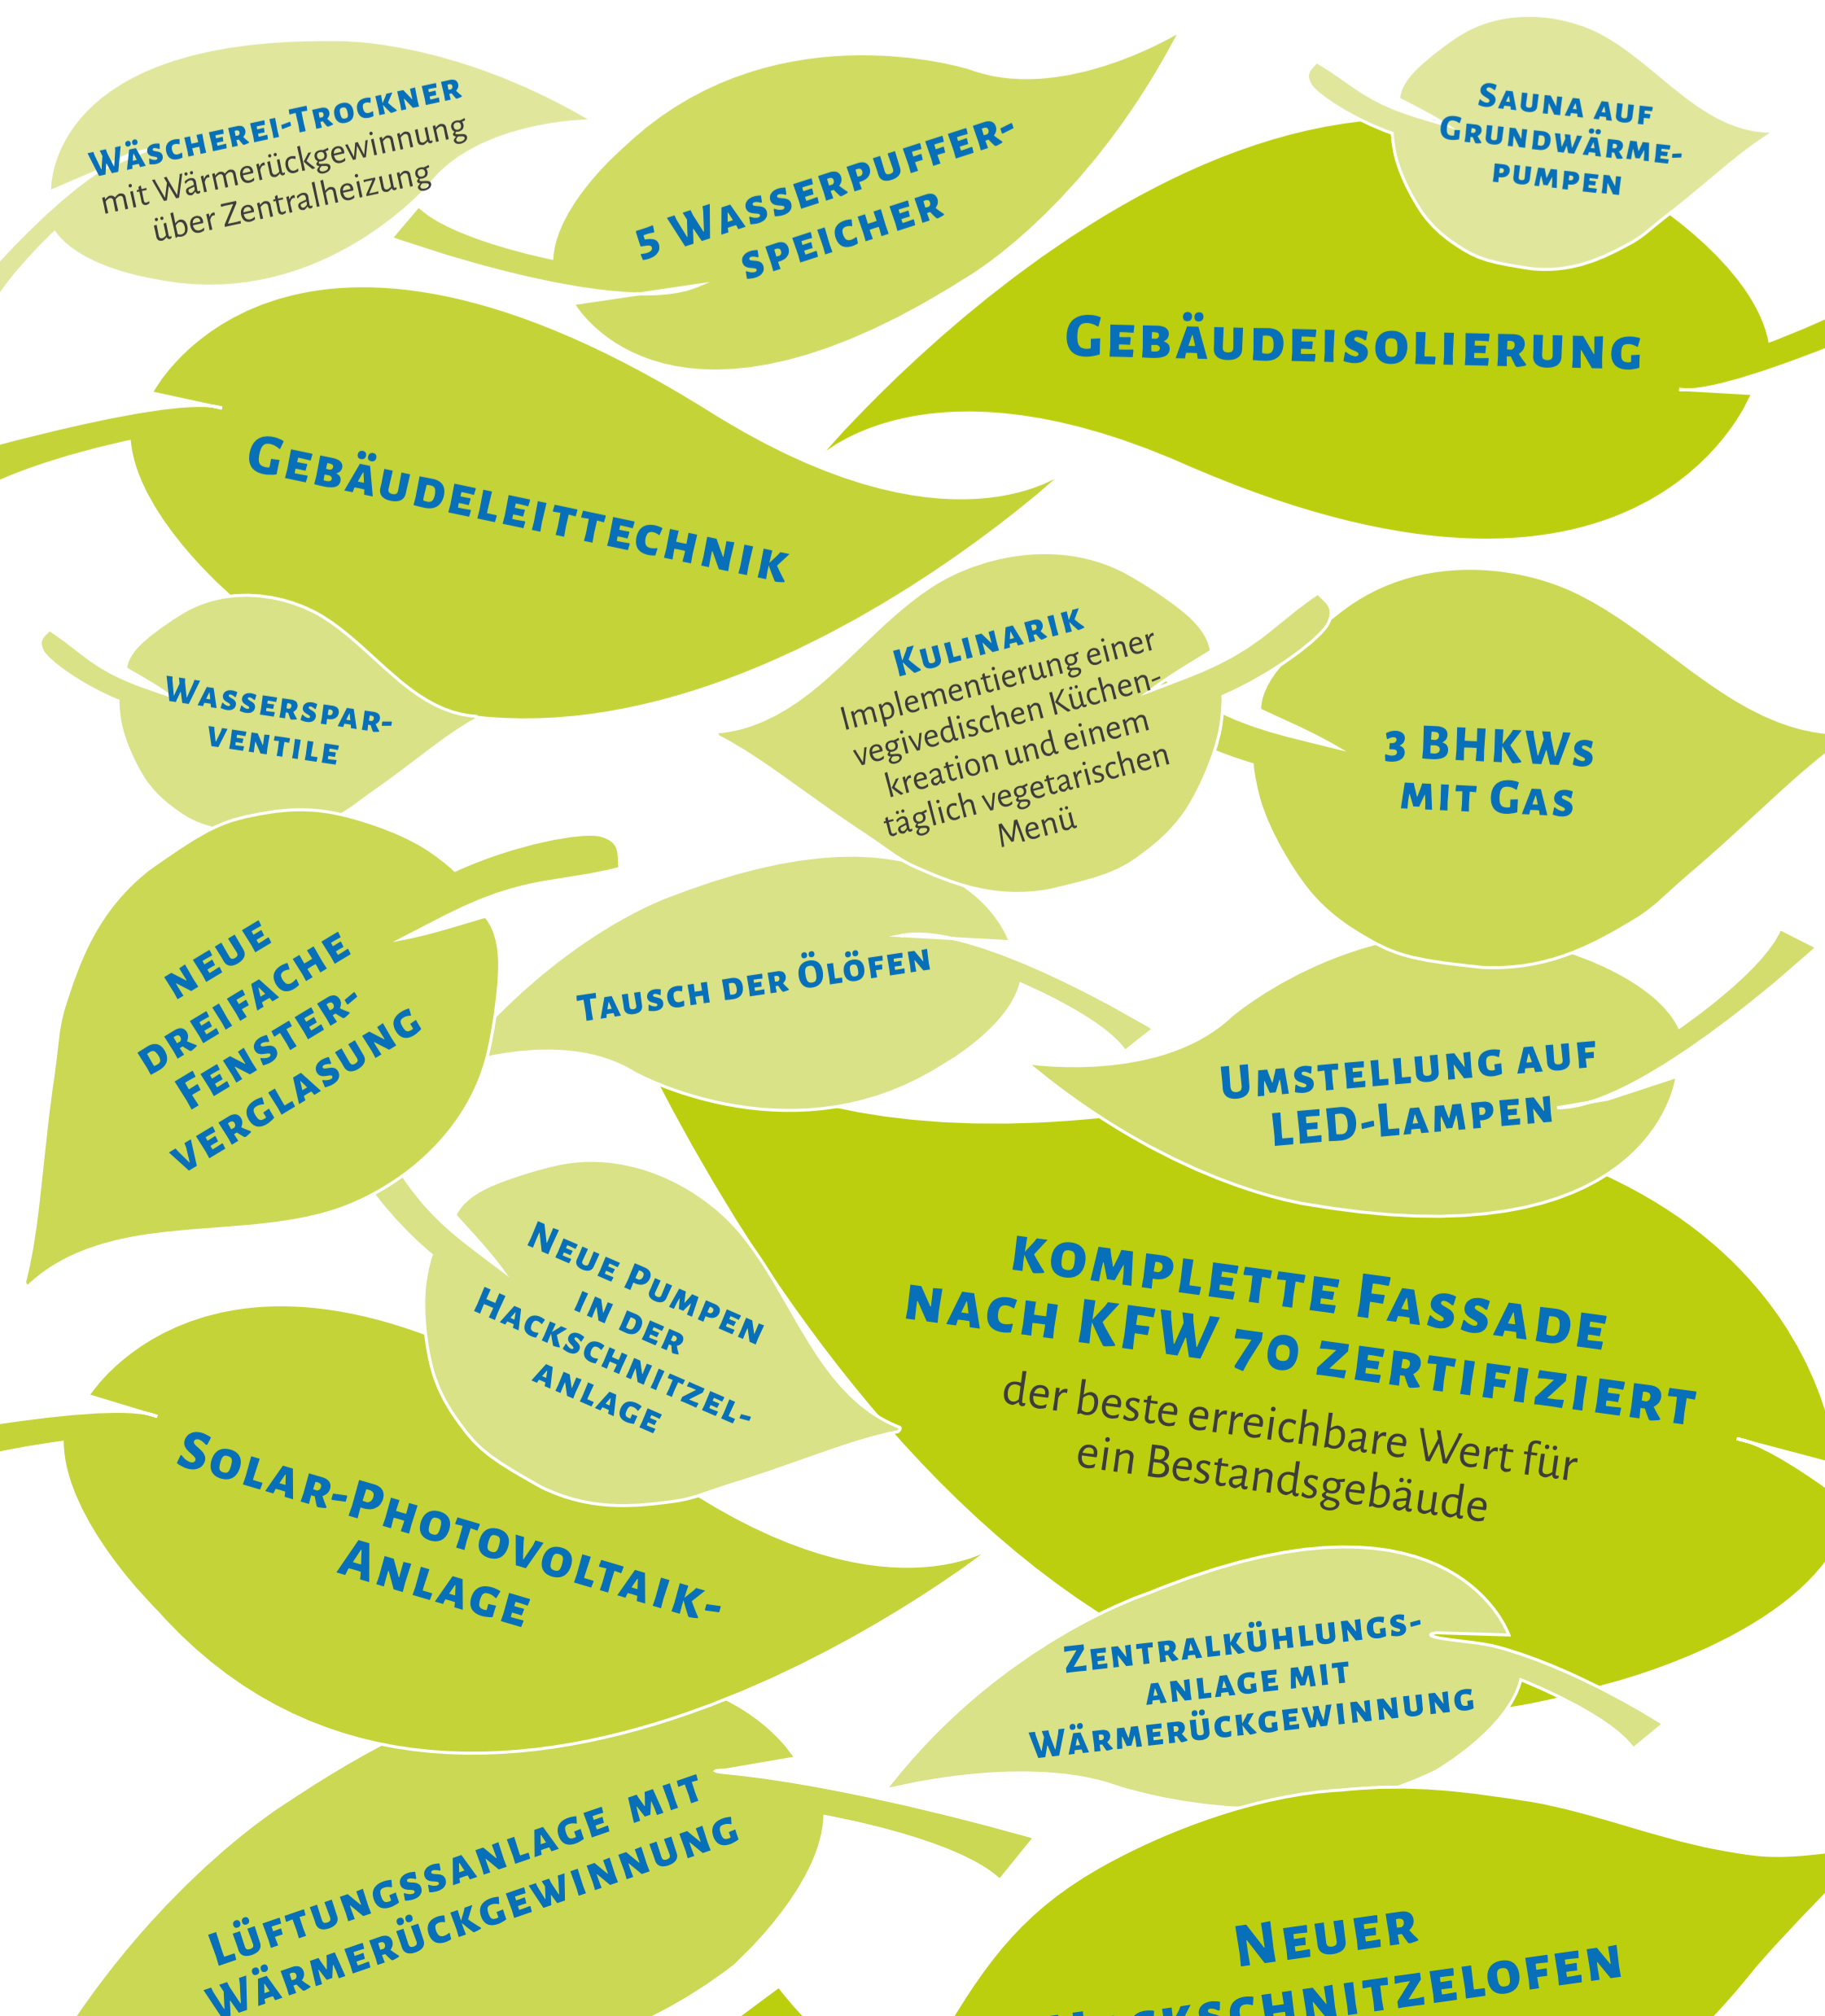 Wäscherei-Trockner
mit Wärmerückgewinnung
über Zentralheizung
5 Wasserpuffer-
speicher
Sauna auf
Grundwärme-
pumpen
Gebäudeisolierung
Gebäudeleittechnik
Wasserspar-
ventile
Kulinarik
Implementierung einer
vegivedischen Küchen-
kreation und einem
täglich vegetarischen
Menü
3 BHKWs
mit Gas
neue
dreifache
Fenster-
verglasung
Tausch der Ölöfen
Umstellung auf
LED-Lampen
Neue Pumpen
in der
Hackschnitzel-
anlage
komplette Fassade
nach KFW 70 zertifiziert
der beste erreichbare Wert für
ein Bestandsgebäude
Solar-Photovoltaik-
Anlage
Zentralkühlungs-
anlage mit
Wärmerückgewinnung
Lüftungssanlage mit
Wärmerückgewinnung
Neuer
Hackschnitzelofen